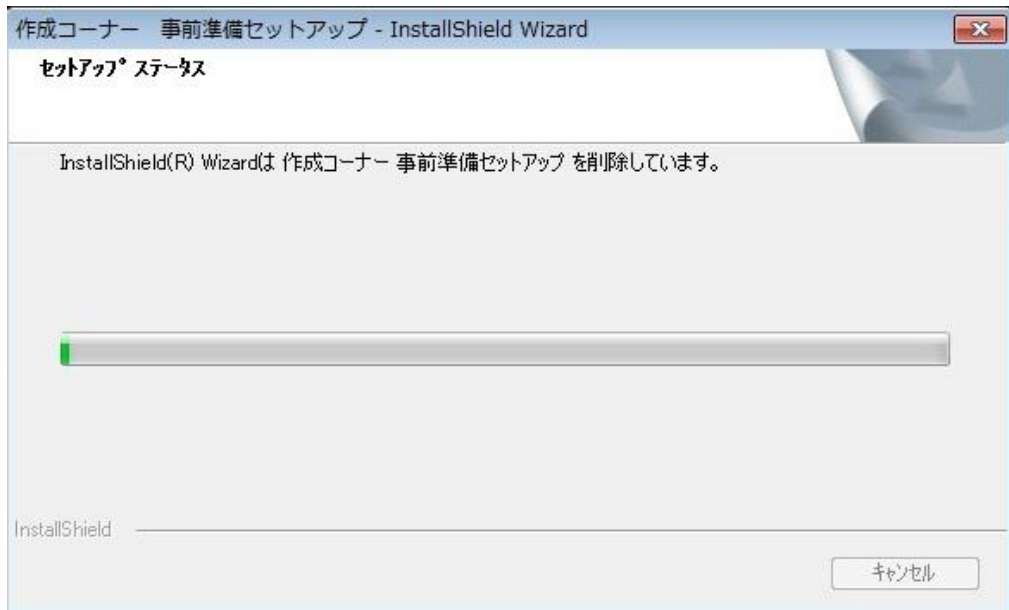 作成コーナー　事前準備セットアップ - InstallShield Wizard
セットアップ ステータス
InstallShield(R) Wizardは 作成コーナー 事前準備セットアップ を削除しています。
InstallShield
キャンセル